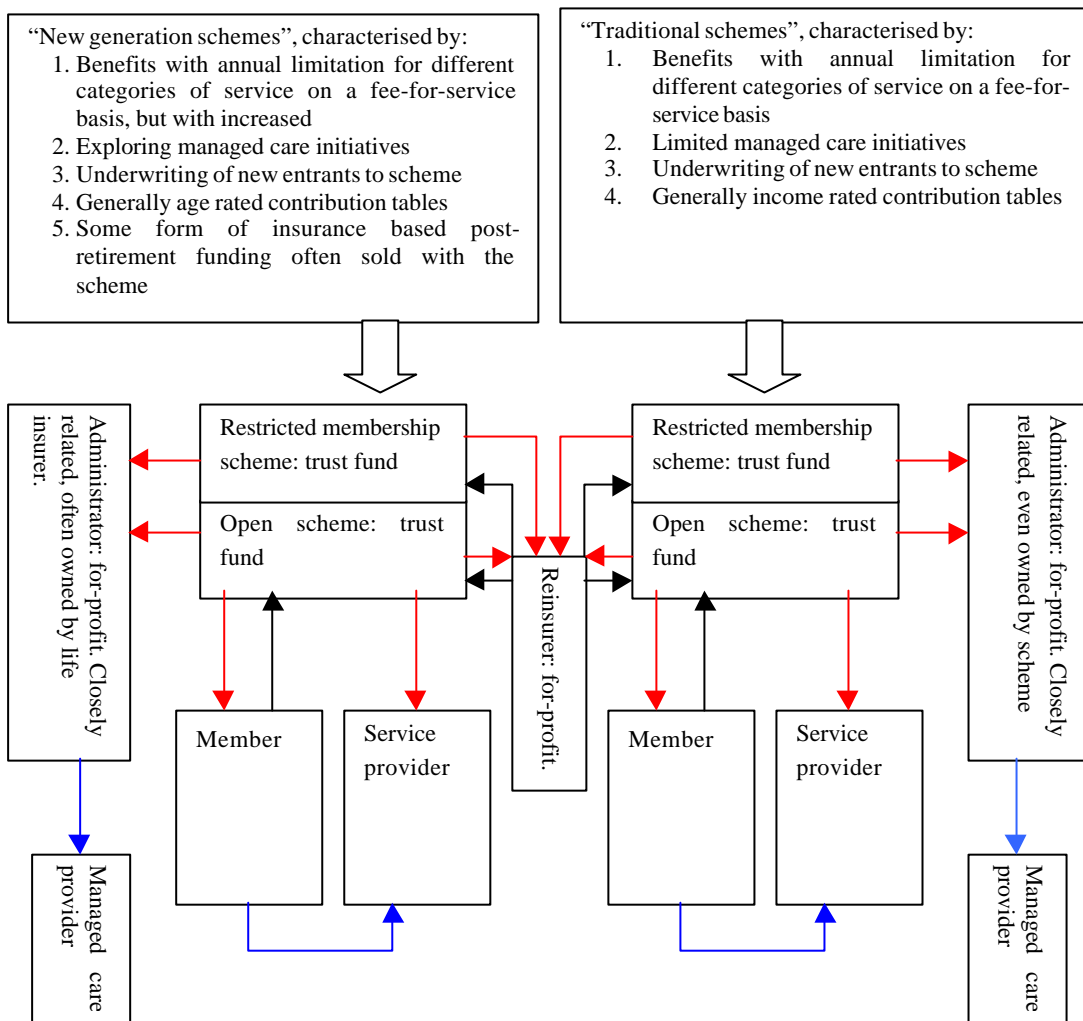 “New generation schemes”, characterised by:
1. Benefits with annual limitation for different
categories of service on a fee-for-service
basis, but with increased
2. Exploring managed care initiatives
3. Underwriting of new entrants to scheme
4. Generally age rated contribution tables
5. Some form of insurance based post-
retirement funding often sold with the
scheme
“Traditional schemes”, characterised by:
1. Benefits with annual limitation for
different categories of service on a fee-for-
service basis
2. Limited managed care initiatives
3. Underwriting of new entrants to scheme
4. Generally income rated contribution tables
Administrator: for-profit. Closely
related, often owned by life
insurer.
Restricted membership
scheme: trust fund
Open scheme: trust
fund
Reinsurer: for-profit.
Restricted membership
scheme: trust fund
Open scheme: trust
fund
Administrator: for-profit. Closely
related, even owned by scheme
Member
Service
provider
Member
Service
provider
Managed care
provider
Managed care
provider